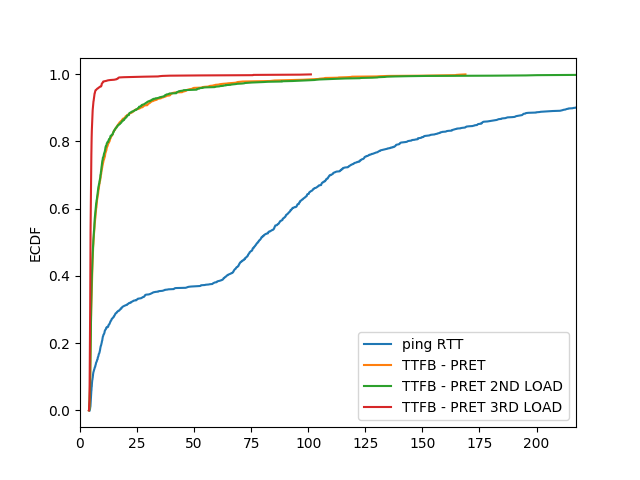 1.0
0.8
0.6
0.4
0.2
0.0
ECDF
ping RTT
TTFB - PRET
TTFB - PRET 2ND LOAD
TTFB - PRET 3RD LOAD
0 25 50 75 100 125 150 175 200